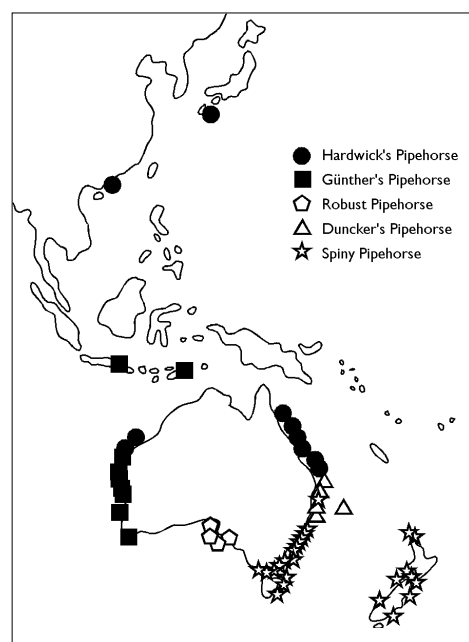 Hardwick's Pipehorse
Günther's Pipehorse
Robust Pipehorse
Duncker's Pipehorse
Spiny Pipehorse